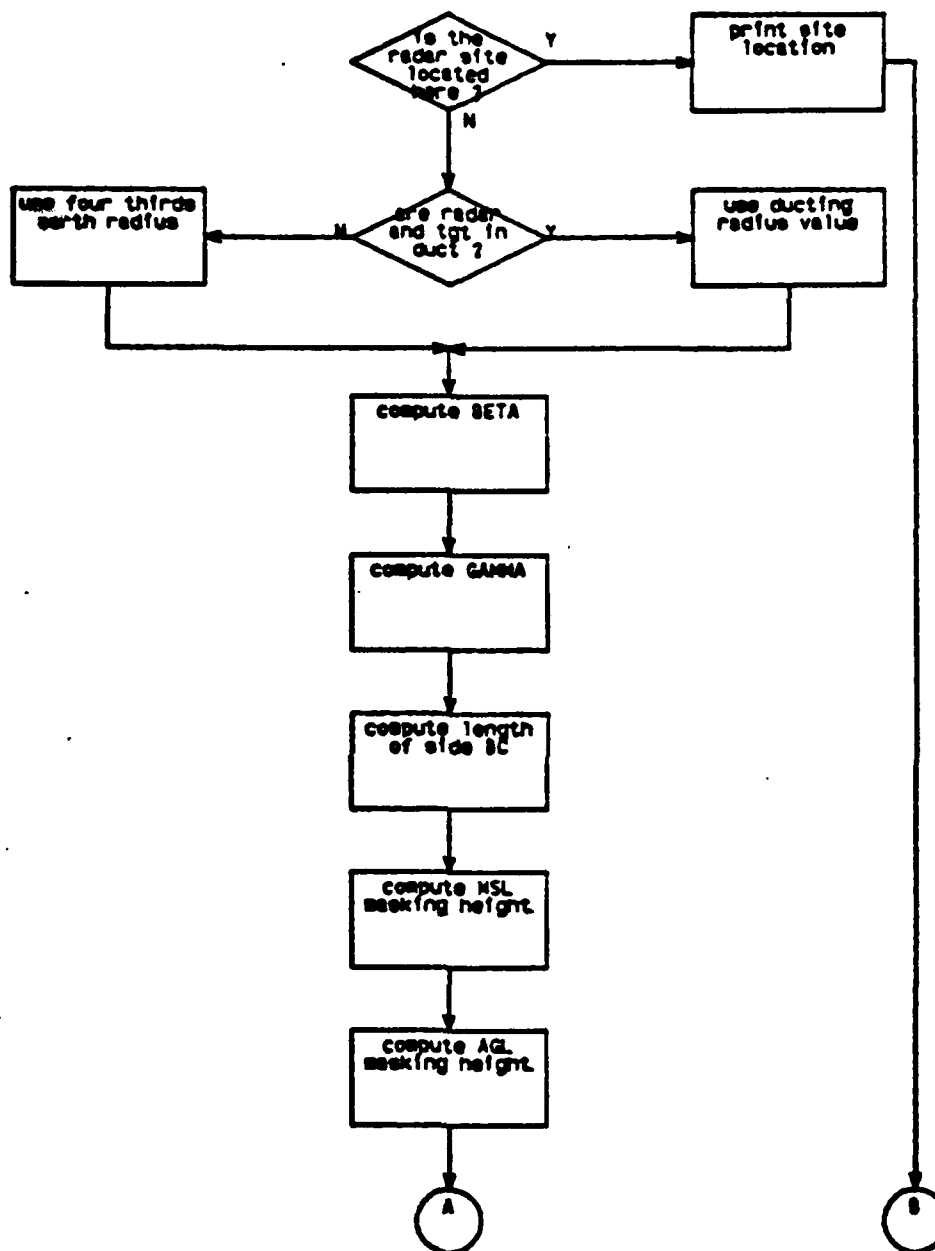 is the
radar site
located
here ?
Y
print site
location
N
use four thirds
earth radius
N
are radar
and tgt in
duct ?
Y
use ducting
radius value
compute BETA
compute GAMMA
compute length
of side BC
compute MSL
masking height
compute AGL
masking height
A
B